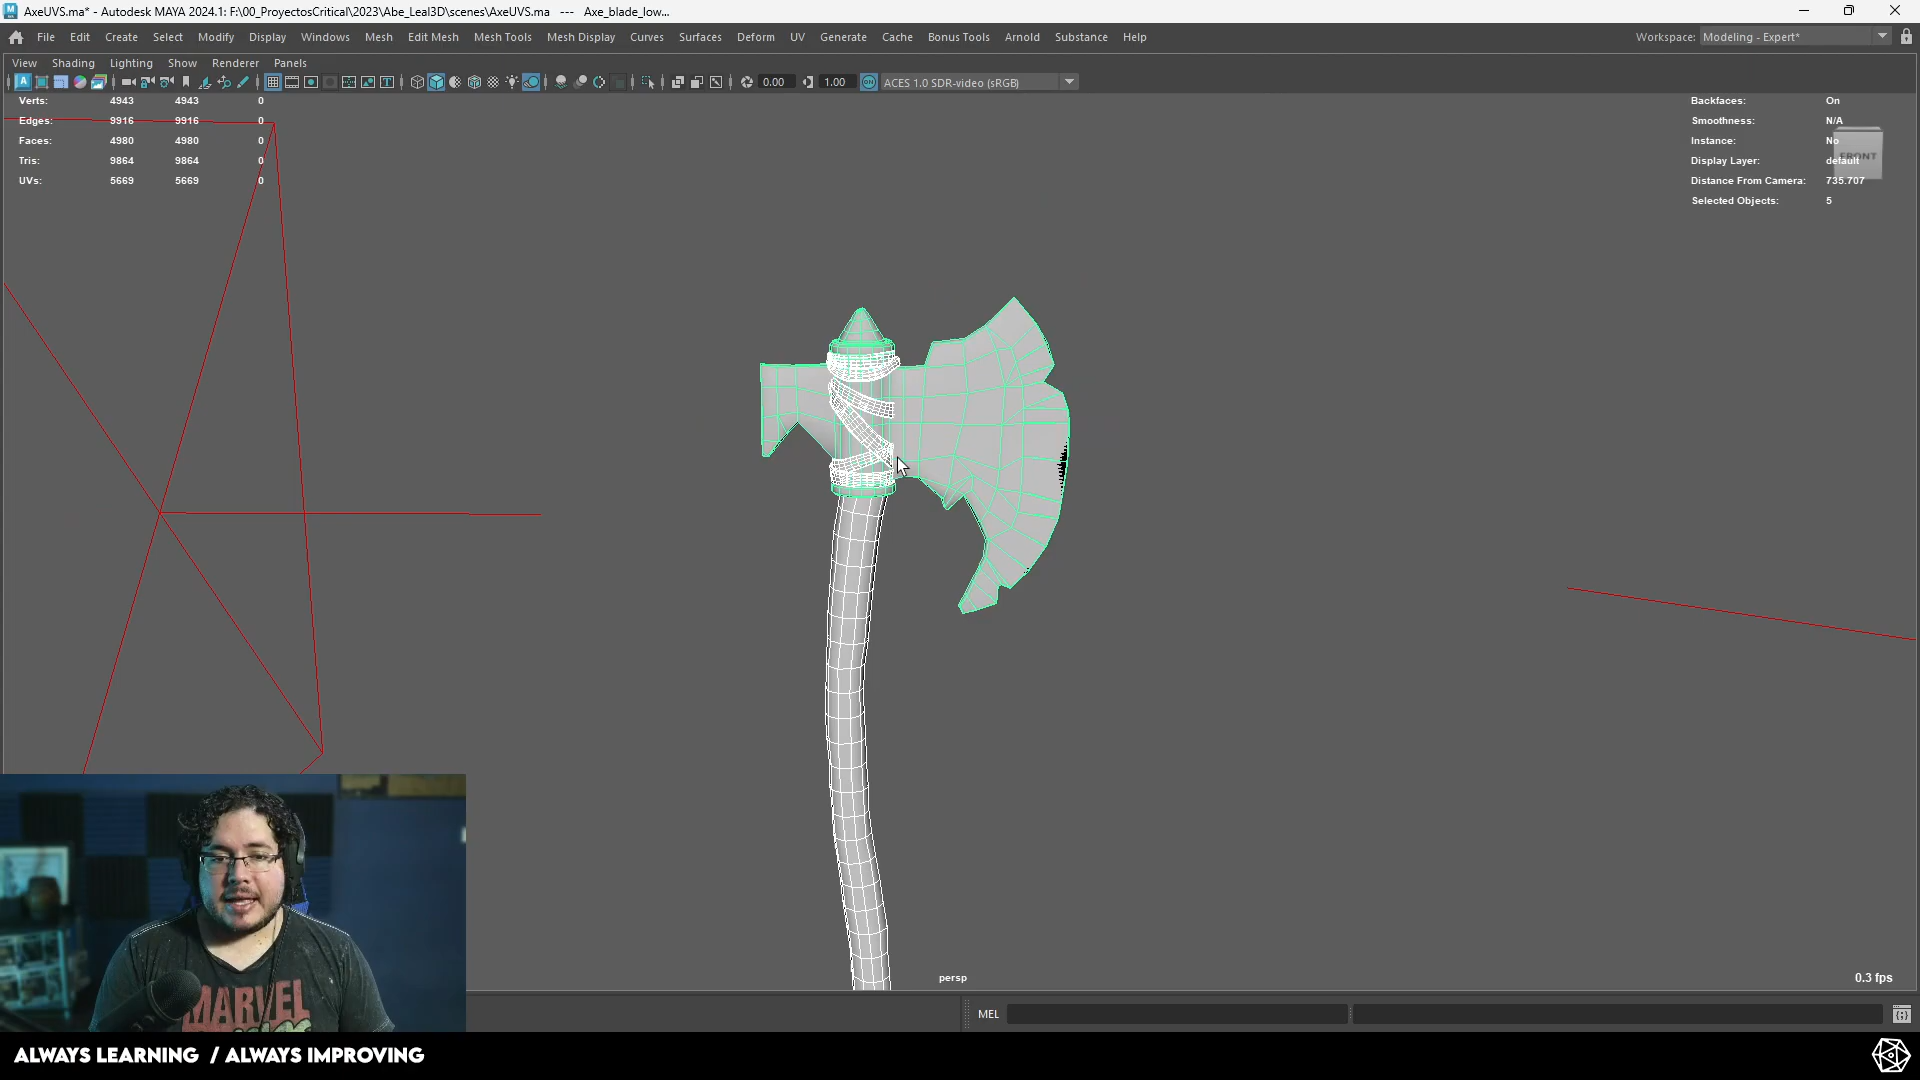 AxeUVS.ma* - Autodesk MAYA 2024.1: F:\00_ProyectosCritical\2023\Abe_Leal3D\scenes\AxeUVS.ma --- Axe_blade_low...
File Edit Create Select Modify Display Windows Mesh Edit Mesh Mesh Tools Mesh Display Curves Surfaces Deform UV Generate Cache Bonus Tools Arnold Substance Help Workspace: Modeling - Expert*
View Shading Lighting Show Renderer Panels
0.00 1.00 ACES 1.0 SDR-video (sRGB)
Verts: 4943 4943 0
Edges: 9916 9916 0
Faces: 4980 4980 0
Tris: 9864 9864 0
UVs: 5669 5669 0
Backfaces: On
Smoothness: N/A
Instance: No
Display Layer: default
Distance From Camera: 735.707
Selected Objects: 5
FRONT
persp
0.3 fps
MEL
MARVEL
ALWAYS LEARNING / ALWAYS IMPROVING